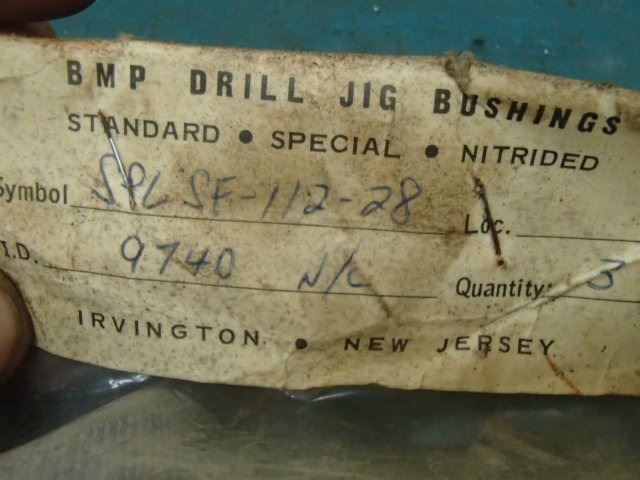 BMP DRILL JIG BUSHINGS
STANDARD • SPECIAL • NITRIDED
Symbol SPL SF-112-28 Loc.
I.D. 9740 N/C Quantity: 3
IRVINGTON • NEW JERSEY